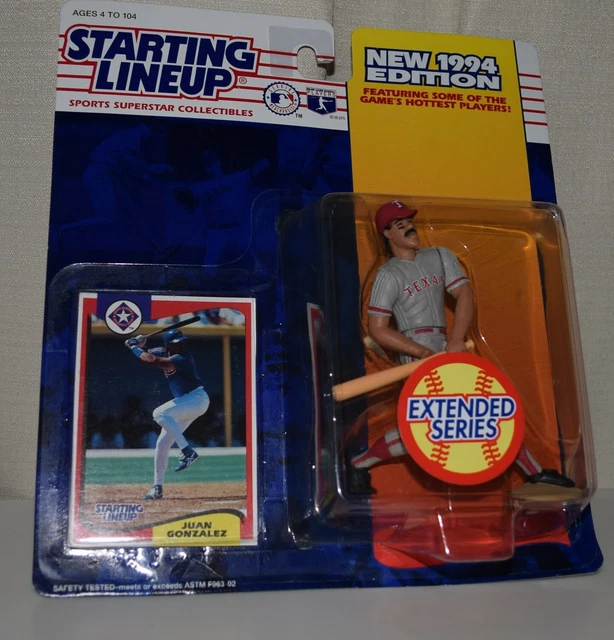 AGES 4 TO 104
STARTING
LINEUP®
SPORTS SUPERSTAR COLLECTIBLES
TM
NEW 1994
EDITION
FEATURING SOME OF THE
GAME'S HOTTEST PLAYERS!
TEXAS
EXTENDED
SERIES
STARTING
LINEUP
JUAN
GONZALEZ
SAFETY TESTED-meets or exceeds ASTM F963-92